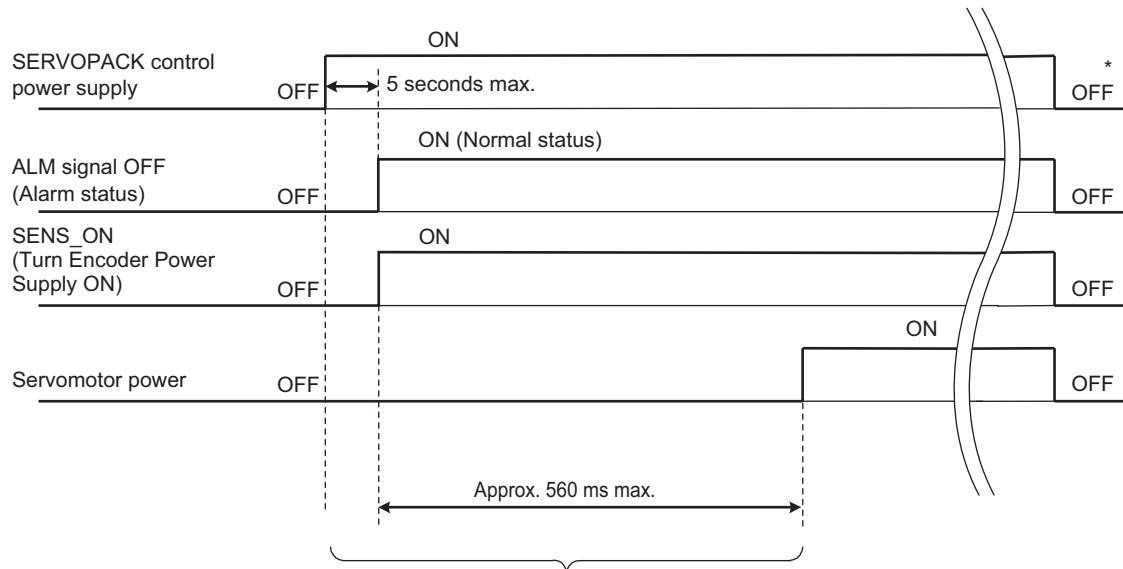 ON
SERVOPACK control
power supply
OFF
5 seconds max.
*
OFF
ON (Normal status)
ALM signal OFF
(Alarm status)
OFF
OFF
SENS_ON
(Turn Encoder Power
Supply ON)
OFF
ON
OFF
ON
Servomotor power
OFF
OFF
Approx. 560 ms max.